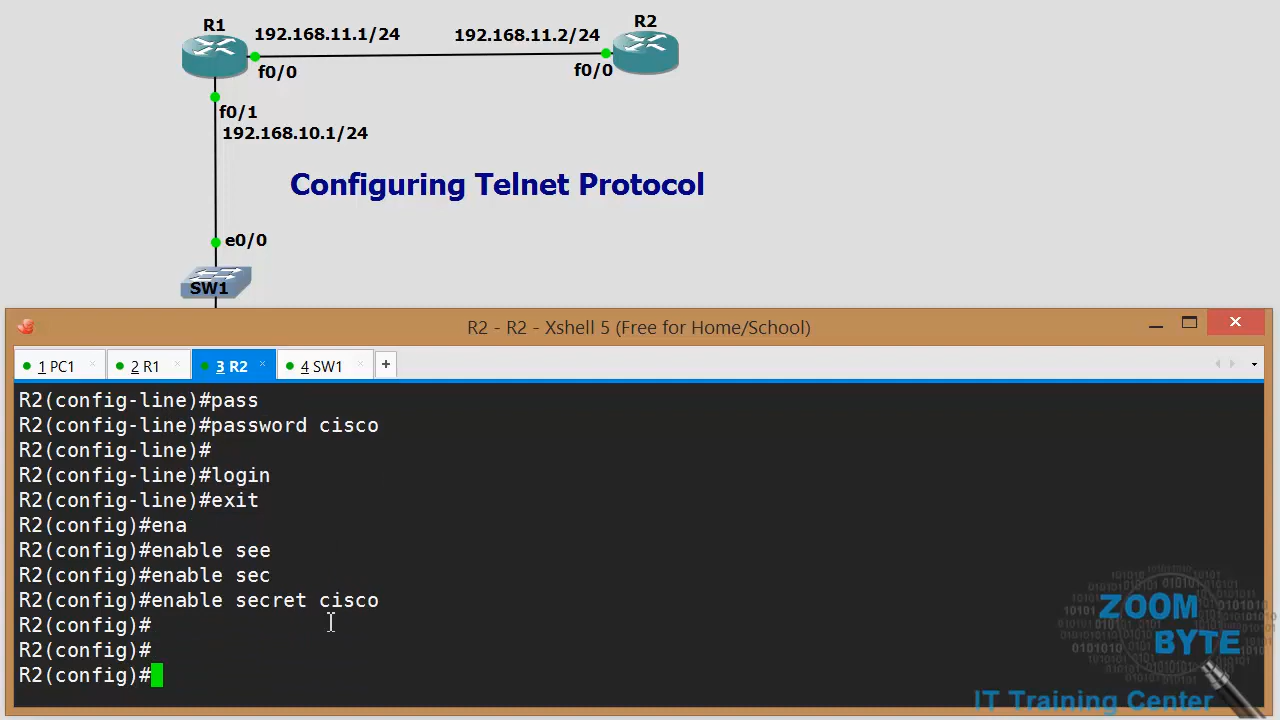 R1
192.168.11.1/24
192.168.11.2/24
R2
f0/0
f0/0
f0/1
192.168.10.1/24
Configuring Telnet Protocol
e0/0
SW1
R2 - R2 - Xshell 5 (Free for Home/School)
1 PC1
2 R1
3 R2
4 SW1
R2(config-line)#pass
R2(config-line)#password cisco
R2(config-line)#
R2(config-line)#login
R2(config-line)#exit
R2(config)#ena
R2(config)#enable see
R2(config)#enable sec
R2(config)#enable secret cisco
R2(config)#
R2(config)#
R2(config)#
ZOOM
BYTE
IT Training Center